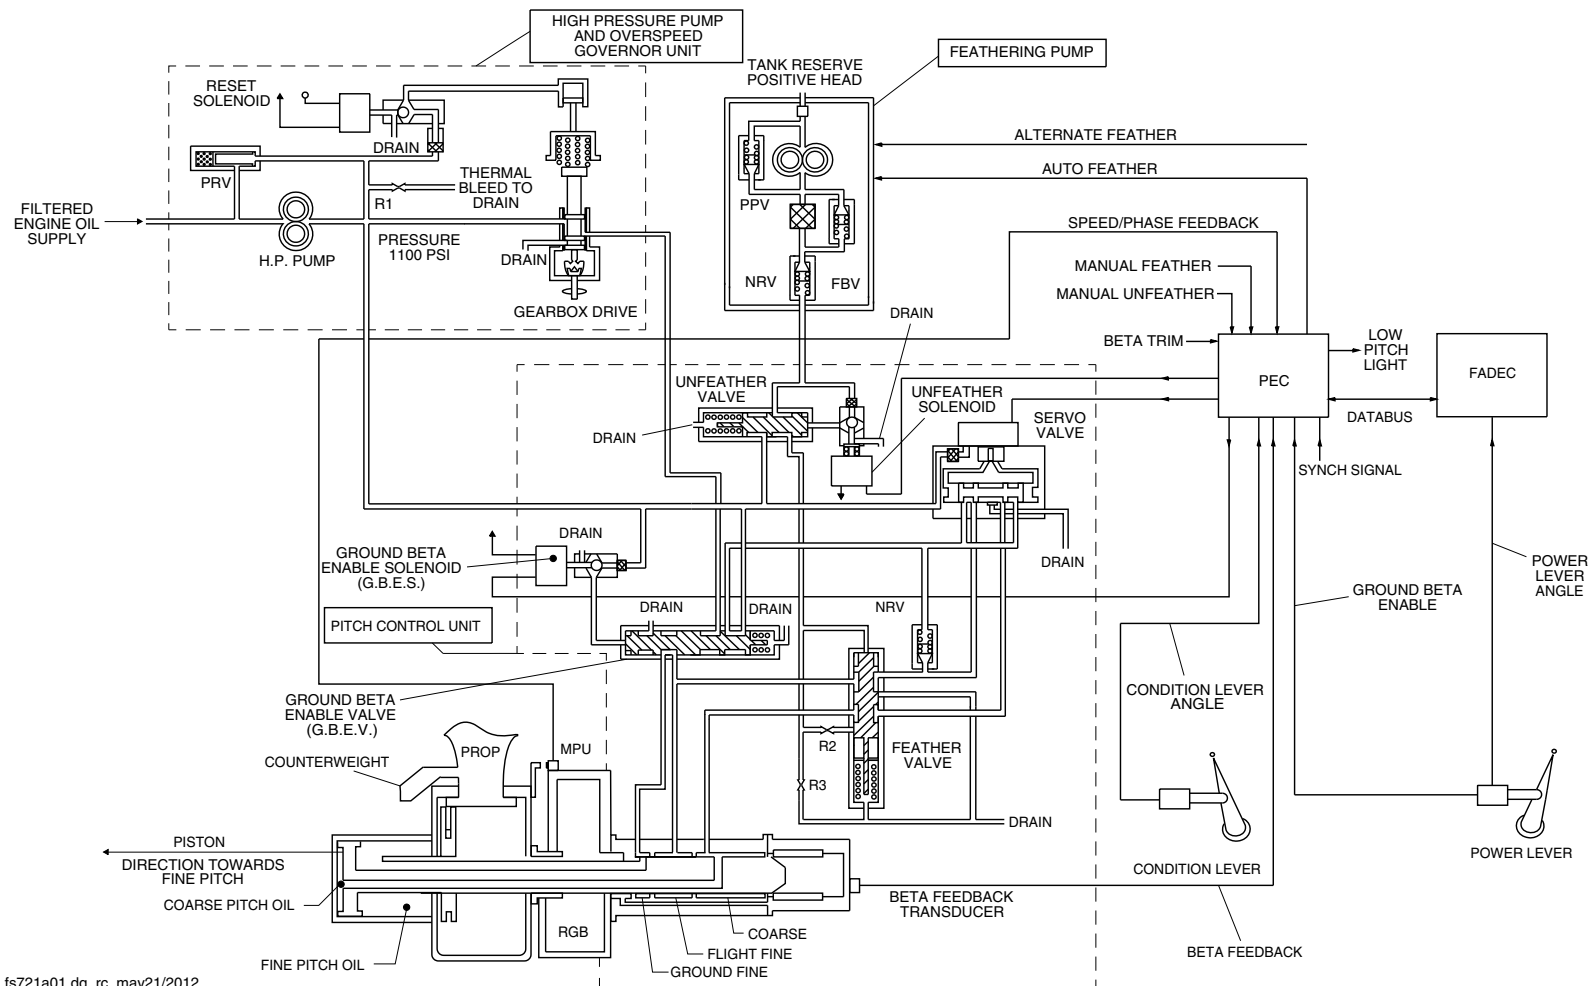 HIGH PRESSURE PUMP
AND OVERSPEED
GOVERNOR UNIT
FEATHERING PUMP
TANK RESERVE
POSITIVE HEAD
RESET
SOLENOID
DRAIN
PRV
THERMAL
BLEED TO
DRAIN
R1
FILTERED
ENGINE OIL
SUPPLY
H.P. PUMP
PRESSURE
1100 PSI
DRAIN
GEARBOX DRIVE
PPV
NRV
FBV
ALTERNATE FEATHER
AUTO FEATHER
SPEED/PHASE FEEDBACK
MANUAL FEATHER
MANUAL UNFEATHER
BETA TRIM
LOW
PITCH
LIGHT
PEC
FADEC
DATABUS
SYNCH SIGNAL
DRAIN
UNFEATHER
VALVE
UNFEATHER
SOLENOID
SERVO
VALVE
DRAIN
DRAIN
DRAIN
GROUND BETA
ENABLE SOLENOID
(G.B.E.S.)
DRAIN
DRAIN
NRV
PITCH CONTROL UNIT
GROUND BETA
ENABLE
POWER
LEVER
ANGLE
CONDITION LEVER
ANGLE
GROUND BETA
ENABLE VALVE
(G.B.E.V.)
R2
FEATHER
VALVE
R3
DRAIN
COUNTERWEIGHT
PROP
MPU
PISTON
DIRECTION TOWARDS
FINE PITCH
COARSE PITCH OIL
FINE PITCH OIL
RGB
COARSE
FLIGHT FINE
GROUND FINE
BETA FEEDBACK
TRANSDUCER
CONDITION LEVER
POWER LEVER
BETA FEEDBACK
fs721a01.dg, rc, may21/2012